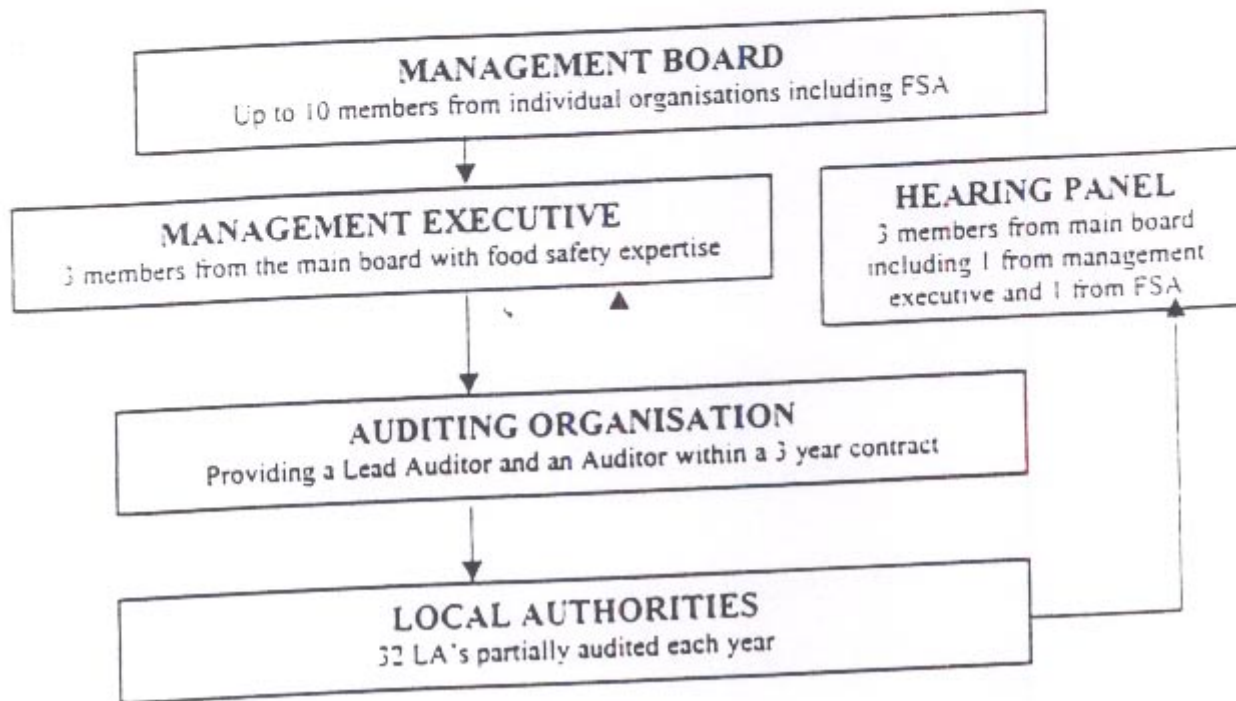 MANAGEMENT BOARD
Up to 10 members from individual organisations including FSA
MANAGEMENT EXECUTIVE
3 members from the main board with food safety expertise
HEARING PANEL
3 members from main board
including 1 from management
executive and 1 from FSA
AUDITING ORGANISATION
Providing a Lead Auditor and an Auditor within a 3 year contract
LOCAL AUTHORITIES
32 LA's partially audited each year